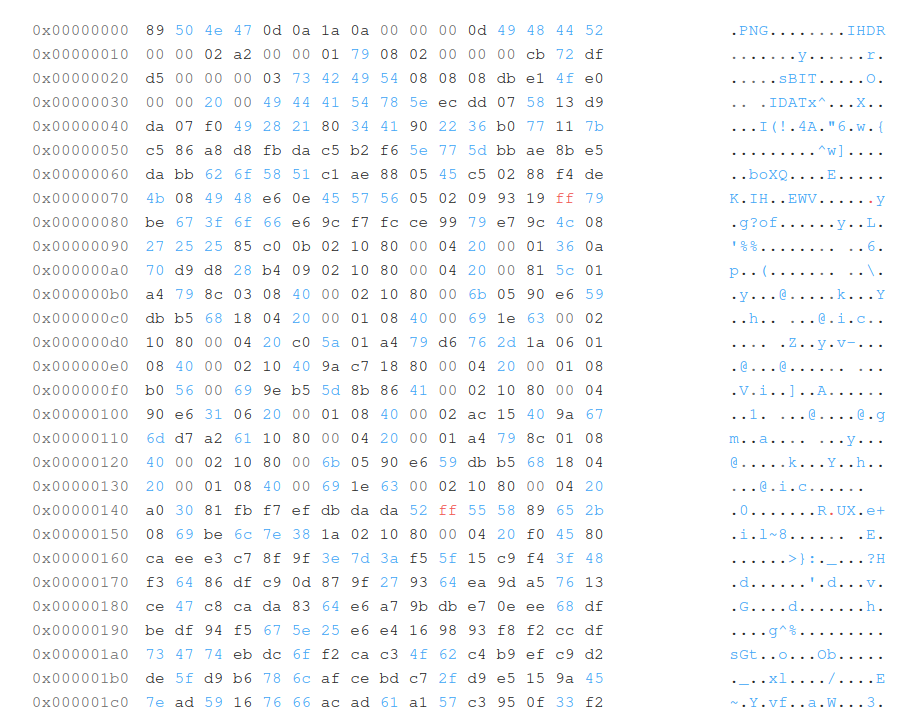 0x00000000 89 50 4e 47 0d 0a 1a 0a 00 00 00 0d 49 48 44 52 .PNG........IHDR
0x00000010 00 00 02 a2 00 00 01 79 08 02 00 00 00 cb 72 df .......y......r.
0x00000020 d5 00 00 00 03 73 42 49 54 08 08 08 db e1 4f e0 .....sBIT.....O.
0x00000030 00 00 20 00 49 44 41 54 78 5e ec dd 07 58 13 d9 .. .IDATx^...X..
0x00000040 da 07 f0 49 28 21 80 34 41 90 22 36 b0 77 11 7b ...I(!.4A."6.w.{
0x00000050 c5 86 a8 d8 fb da c5 b2 f6 5e 77 5d bb ae 8b e5 .........^w]....
0x00000060 da bb 62 6f 58 51 c1 ae 88 05 45 c5 02 88 f4 de ..boXQ....E.....
0x00000070 4b 08 49 48 e6 0e 45 57 56 05 02 09 93 19 ff 79 K.IH..EWV......y
0x00000080 be 67 3f 6f 66 e6 9c f7 fc ce 99 79 e7 9c 4c 08 .g?of......y..L.
0x00000090 27 25 25 85 c0 0b 02 10 80 00 04 20 00 01 36 0a '%%........ ..6.
0x000000a0 70 d9 d8 28 b4 09 02 10 80 00 04 20 00 81 5c 01 p..(....... ..\.
0x000000b0 a4 79 8c 03 08 40 00 02 10 80 00 6b 05 90 e6 59 .y...@.....k...Y
0x000000c0 db b5 68 18 04 20 00 01 08 40 00 69 1e 63 00 02 ..h.. ...@.i.c..
0x000000d0 10 80 00 04 20 c0 5a 01 a4 79 d6 76 2d 1a 06 01 .... .Z..y.v-...
0x000000e0 08 40 00 02 10 40 9a c7 18 80 00 04 20 00 01 08 .@...@...... ...
0x000000f0 b0 56 00 69 9e b5 5d 8b 86 41 00 02 10 80 00 04 .V.i..]..A......
0x00000100 90 e6 31 06 20 00 01 08 40 00 02 ac 15 40 9a 67 ..1. ...@....@.g
0x00000110 6d d7 a2 61 10 80 00 04 20 00 01 a4 79 8c 01 08 m..a.... ...y...
0x00000120 40 00 02 10 80 00 6b 05 90 e6 59 db b5 68 18 04 @.....k...Y..h..
0x00000130 20 00 01 08 40 00 69 1e 63 00 02 10 80 00 04 20 ...@.i.c......
0x00000140 a0 30 81 fb f7 ef db da da 52 ff 55 58 89 65 2b .0.......R.UX.e+
0x00000150 08 69 be 6c 7e 38 1a 02 10 80 00 04 20 f0 45 80 .i.l~8...... .E.
0x00000160 ca ee e3 c7 8f 9f 3e 7d 3a f5 5f 15 c9 f4 3f 48 ......>}:._...?H
0x00000170 f3 64 86 df c9 0d 87 9f 27 93 64 ea 9d a5 76 13 .d......'.d...v.
0x00000180 ce 47 c8 ca da 83 64 e6 a7 9b db e7 0e ee 68 df .G....d.......h.
0x00000190 be df 94 f5 67 5e 25 e6 e4 16 98 93 f8 f2 cc df ....g^%.........
0x000001a0 73 47 74 eb dc 6f f2 ca c3 4f 62 c4 b9 ef c9 d2 sGt..o...Ob.....
0x000001b0 de 5f d9 b6 78 6c af ce bd c7 2f d9 e5 15 9a 45 ._..xl..../....E
0x000001c0 7e ad 59 16 76 66 ac ad 61 a1 57 c3 95 0f 33 f2 ~.Y.vf..a.W...3.